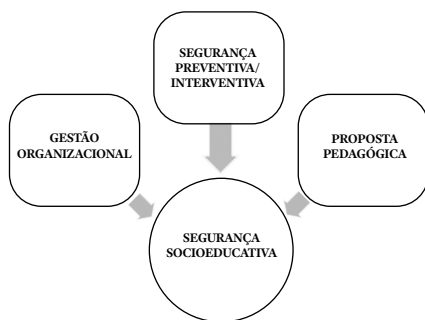 SEGURANÇA
PREVENTIVA/
INTERVENTIVA
GESTÃO
ORGANIZACIONAL
PROPOSTA
PEDAGÓGICA
SEGURANÇA
SOCIOEDUCATIVA